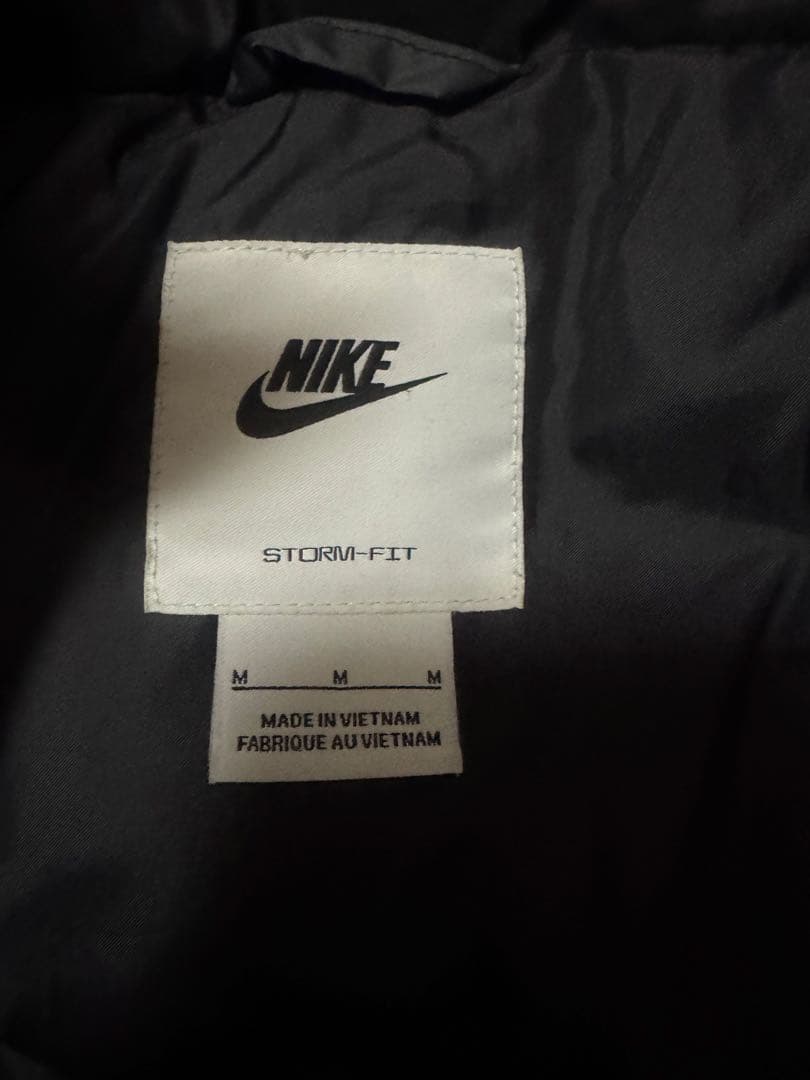 NIKE
STORM-FIT
M M M
MADE IN VIETNAM
FABRIQUE AU VIETNAM